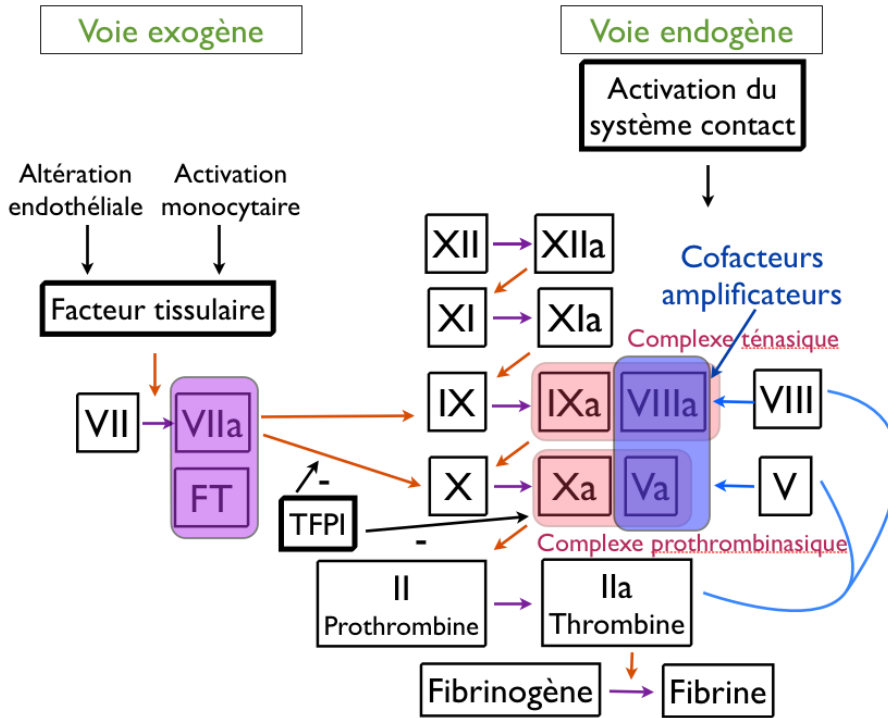 Voie exogène
Voie endogène
Activation du
système contact
Altération
endothéliale
Activation
monocytaire
Facteur tissulaire
XII
XIIa
Cofacteurs
amplificateurs
XI
XIa
Complexe ténasique
VII
VIIa
FT
IX
IXa
VIIIa
VIII
X
Xa
Va
V
-
TFPI
-
Complexe prothrombinasique
II
Prothrombine
IIa
Thrombine
Fibrinogène
Fibrine